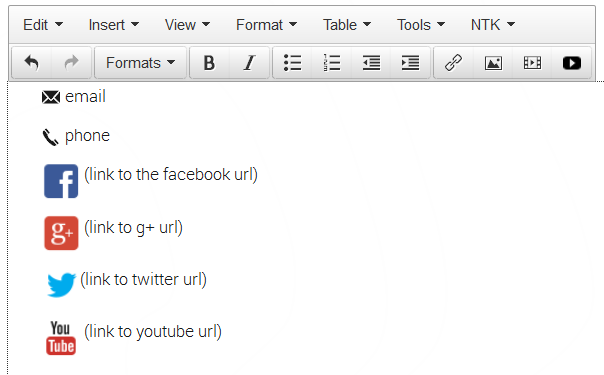 Edit Insert View Format Table Tools NTK
Formats B I
email
phone
f (link to the facebook url)
g+ (link to g+ url)
(link to twitter url)
You
Tube (link to youtube url)